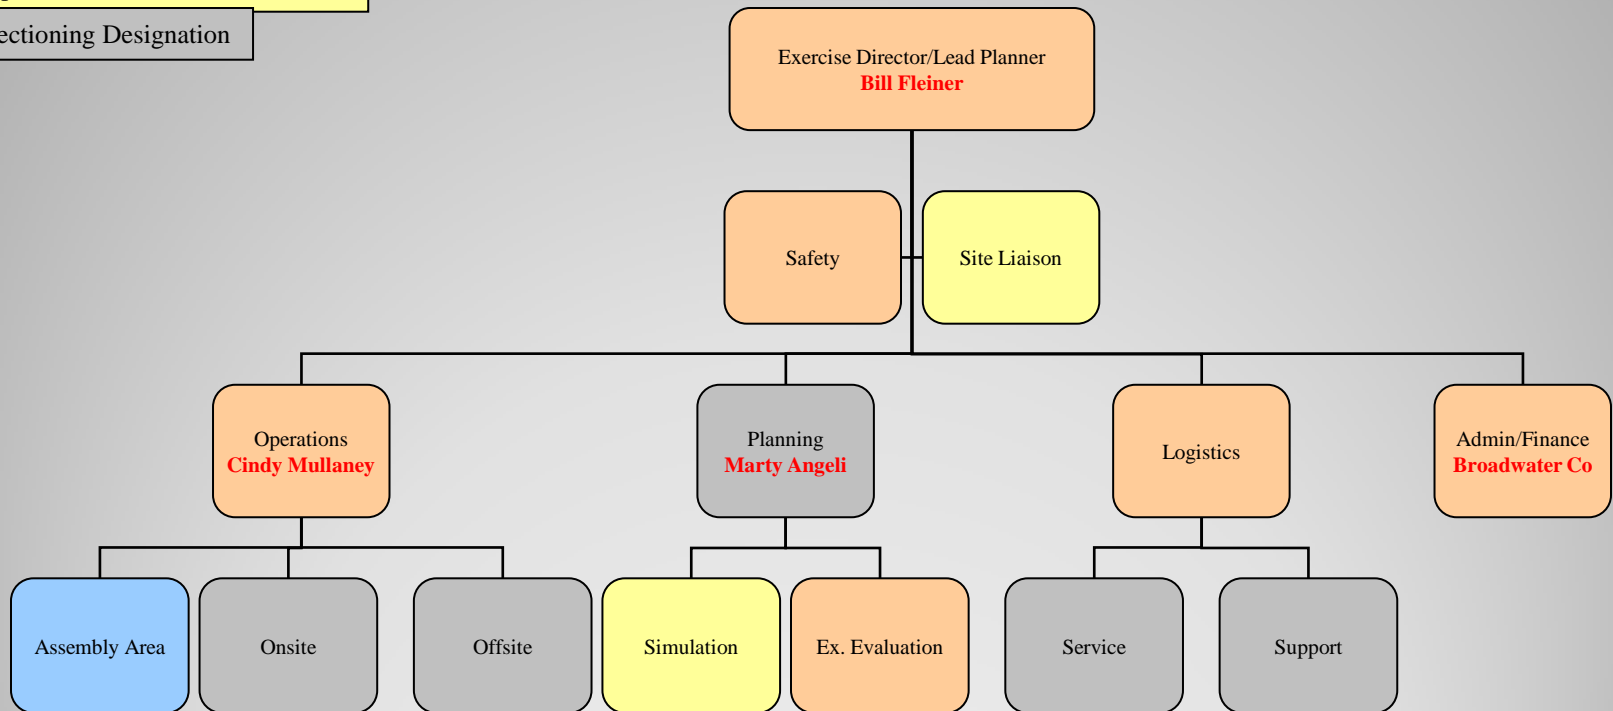 ectioning Designation
Exercise Director/Lead Planner
Bill Fleiner
Safety
Site Liaison
Operations
Cindy Mullaney
Planning
Marty Angeli
Logistics
Admin/Finance
Broadwater Co
Assembly Area
Onsite
Offsite
Simulation
Ex. Evaluation
Service
Support